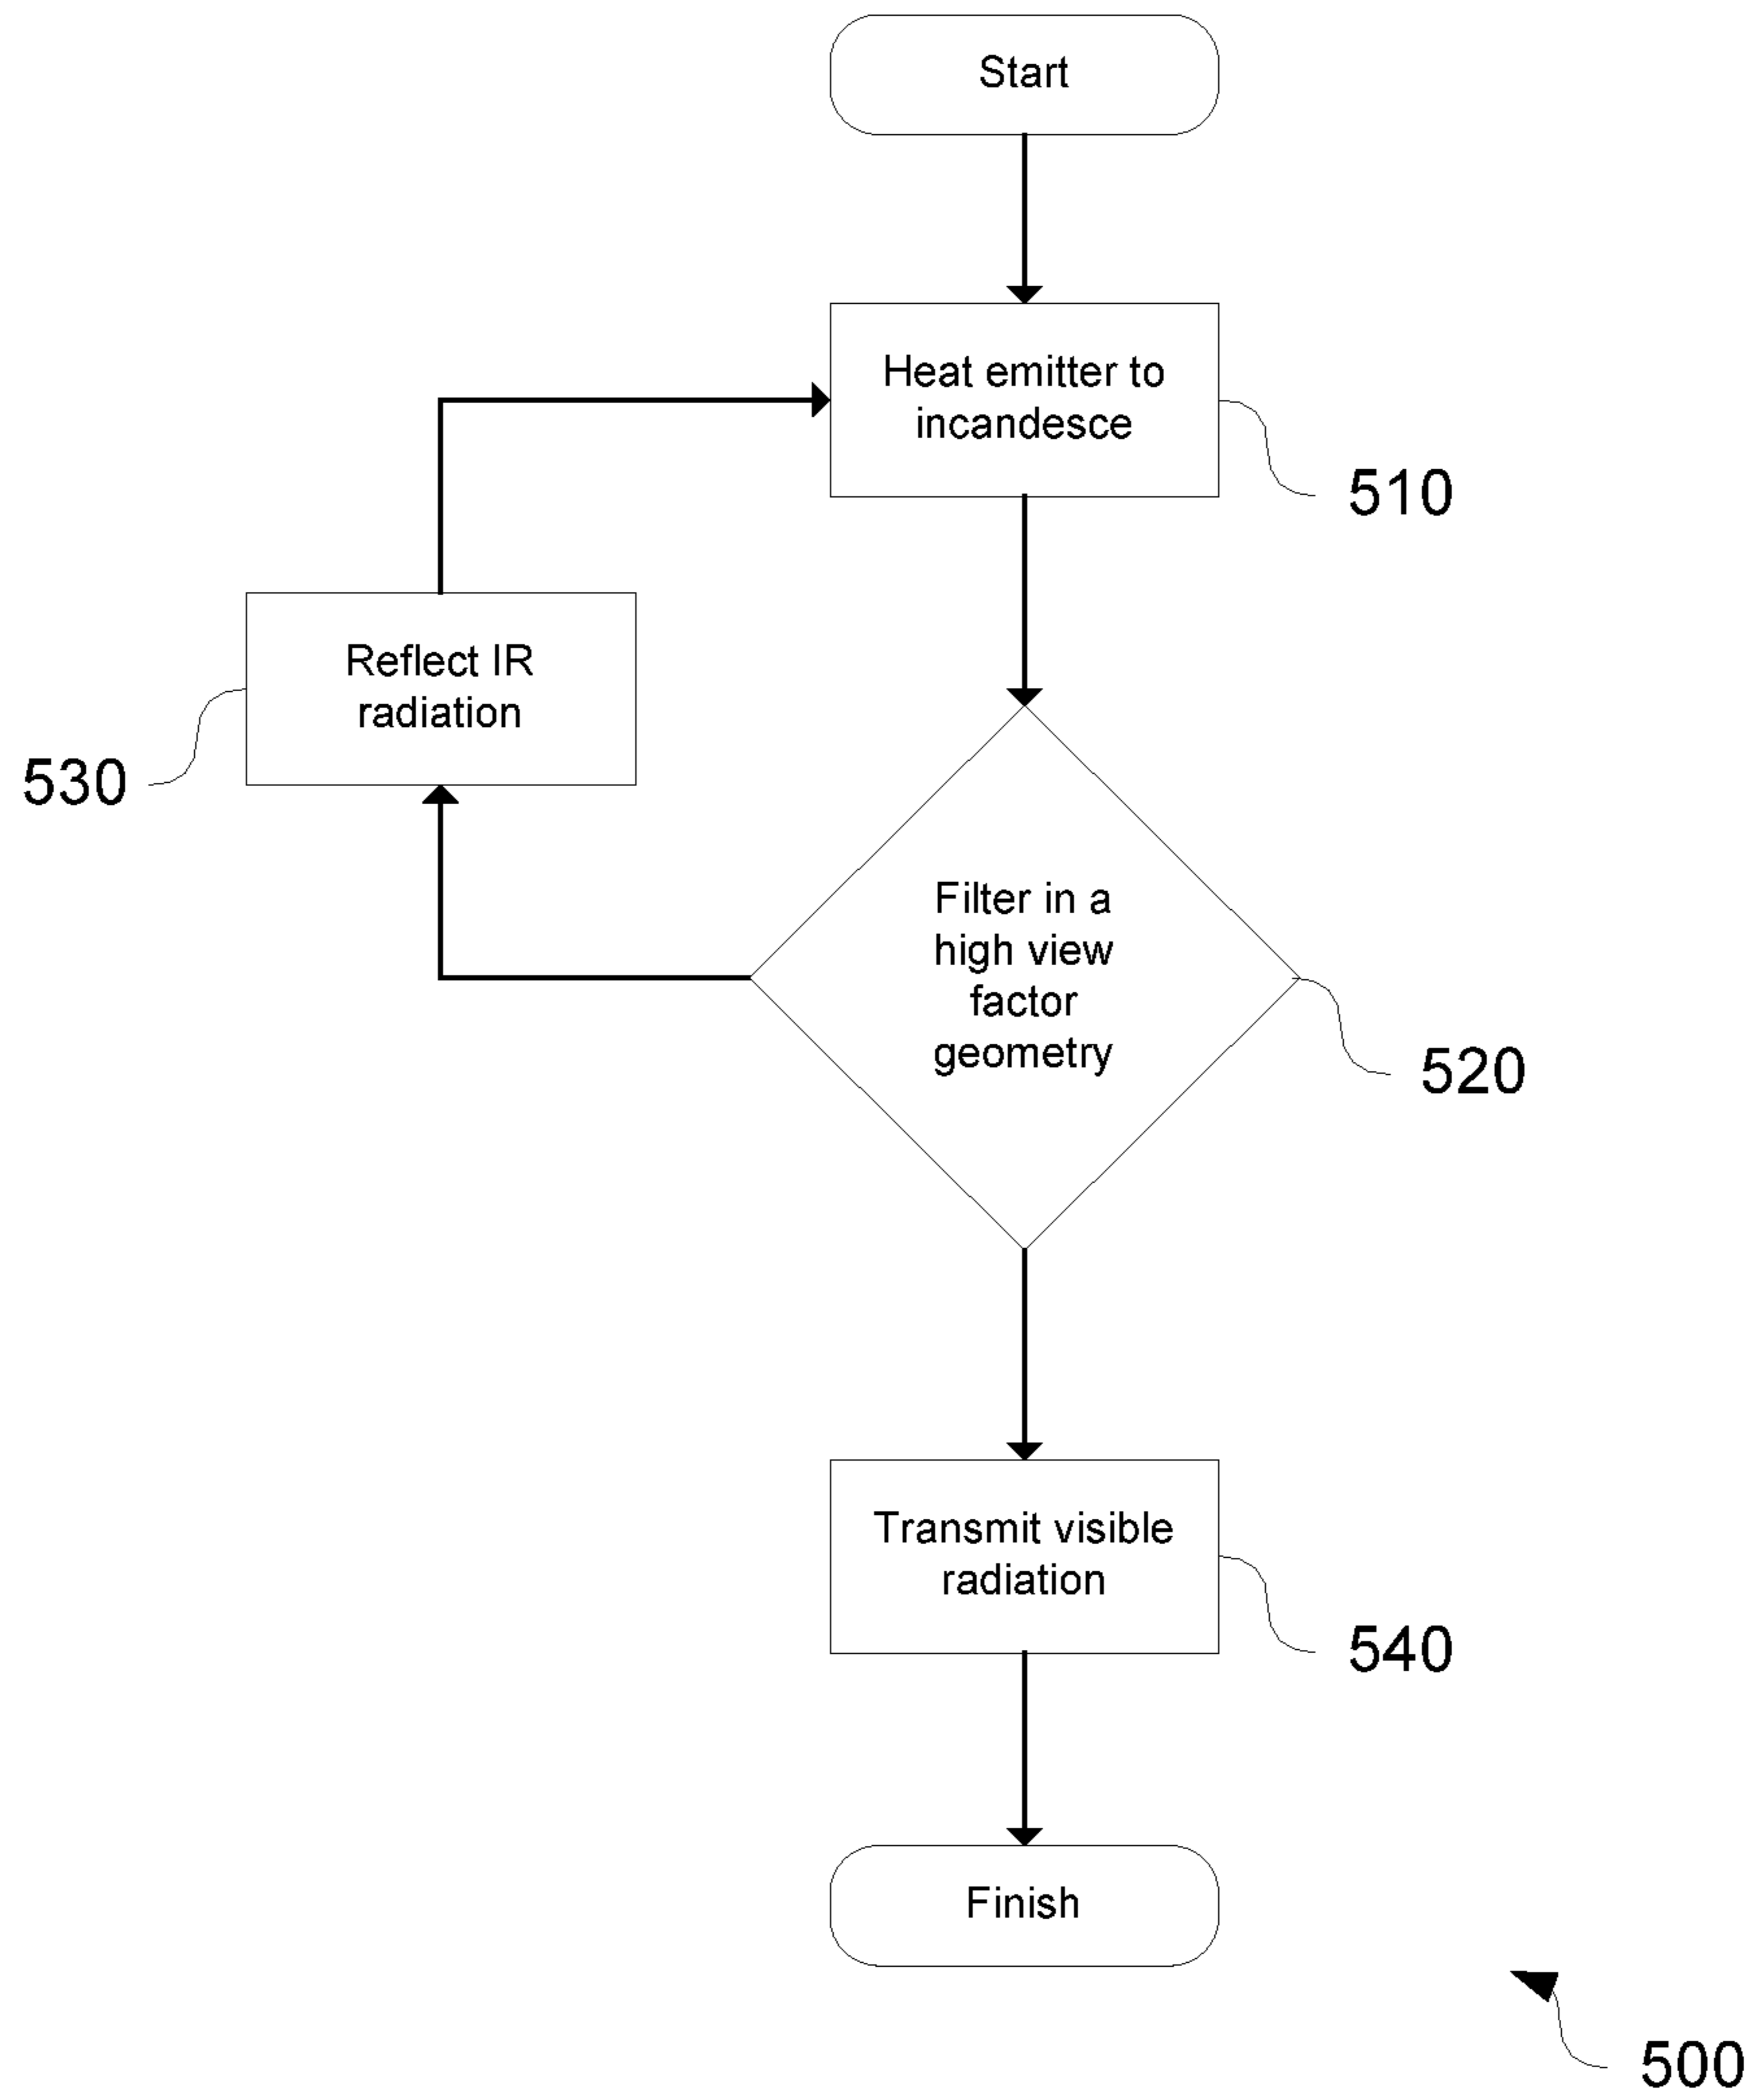 Start
Heat emitter to
incandesce
510
Reflect IR
radiation
530
Filter in a
high view
factor
geometry
520
Transmit visible
radiation
540
Finish
500